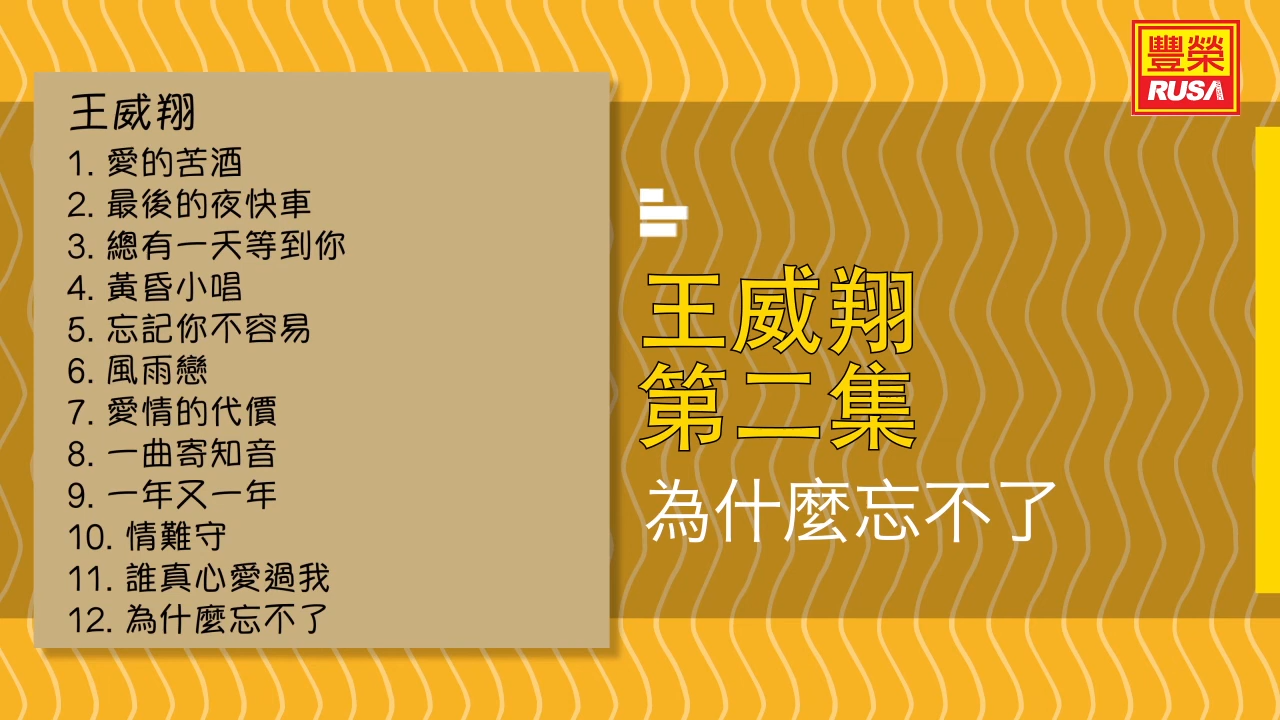 王威翔
1. 愛的苦酒
2. 最後的夜快車
3. 總有一天等到你
4. 黃昏小唱
5. 忘記你不容易
6. 風雨戀
7. 愛情的代價
8. 一曲寄知音
9. 一年又一年
10. 情難守
11. 誰真心愛過我
12. 為什麼忘不了
豐榮
RUSA
王威翔
第二集
為什麼忘不了